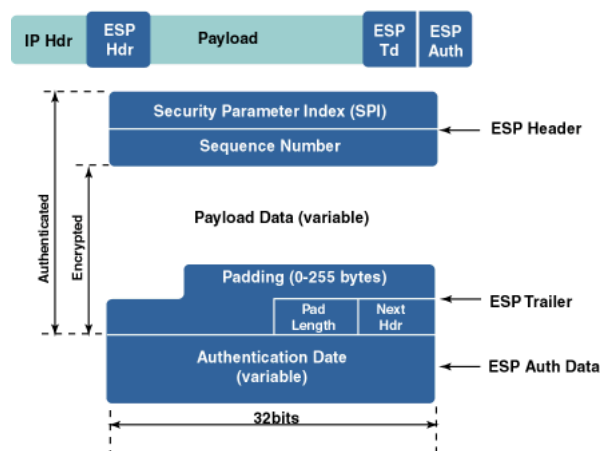 IP Hdr
ESP
Hdr
Payload
ESP
Td
ESP
Auth
Security Parameter Index (SPI)
ESP Header
Sequence Number
Authenticated
Encrypted
Payload Data (variable)
Padding (0-255 bytes)
ESP Trailer
Pad
Length
Next
Hdr
Authentication Date
(variable)
ESP Auth Data
32bits